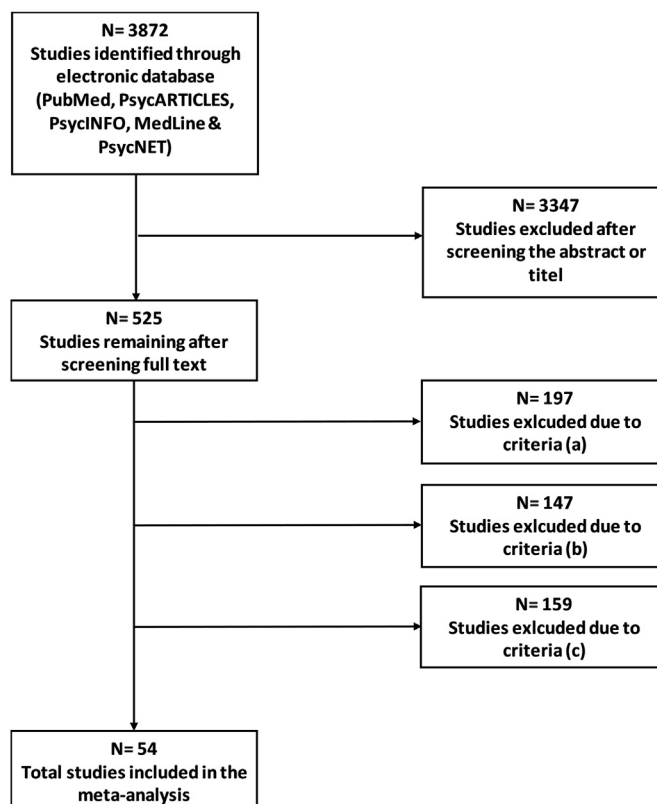 N= 3872
Studies identified through
electronic database
(PubMed, PsycARTICLES,
PsycINFO, MedLine &
PsycNET)
N= 3347
Studies excluded after
screening the abstract or
titel
N= 525
Studies remaining after
screening full text
N= 197
Studies exlcuded due to
criteria (a)
N= 147
Studies exlcuded due to
criteria (b)
N= 159
Studies exlcuded due to
criteria (c)
N= 54
Total studies included in the
meta-analysis